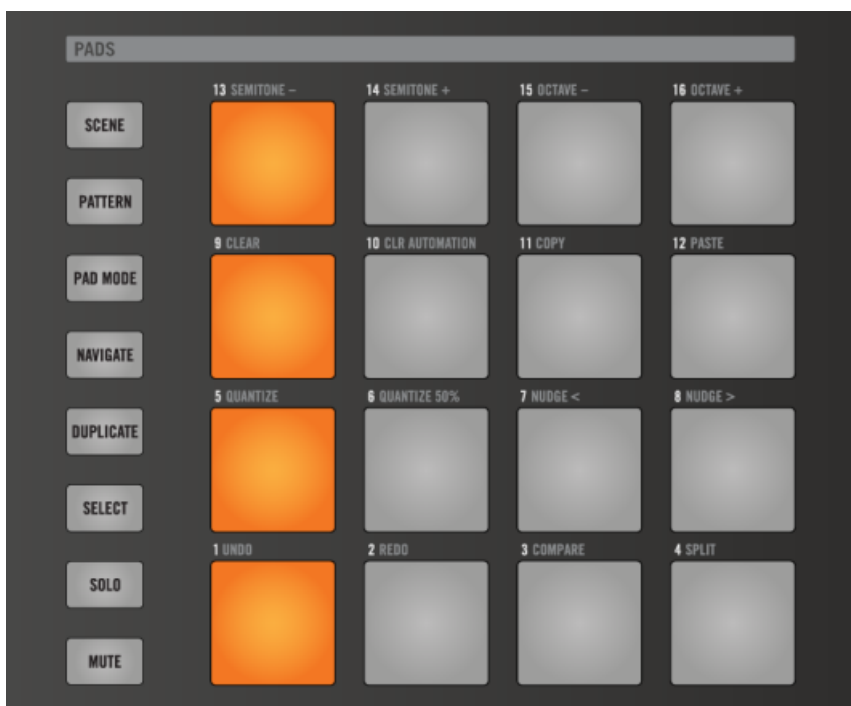 PADS
13 SEMITONE – 14 SEMITONE + 15 OCTAVE – 16 OCTAVE +
SCENE
PATTERN
9 CLEAR 10 CLR AUTOMATION 11 COPY 12 PASTE
PAD MODE
NAVIGATE
5 QUANTIZE 6 QUANTIZE 50% 7 NUDGE < 8 NUDGE >
DUPLICATE
SELECT
1 UNDO 2 REDO 3 COMPARE 4 SPLIT
SOLO
MUTE